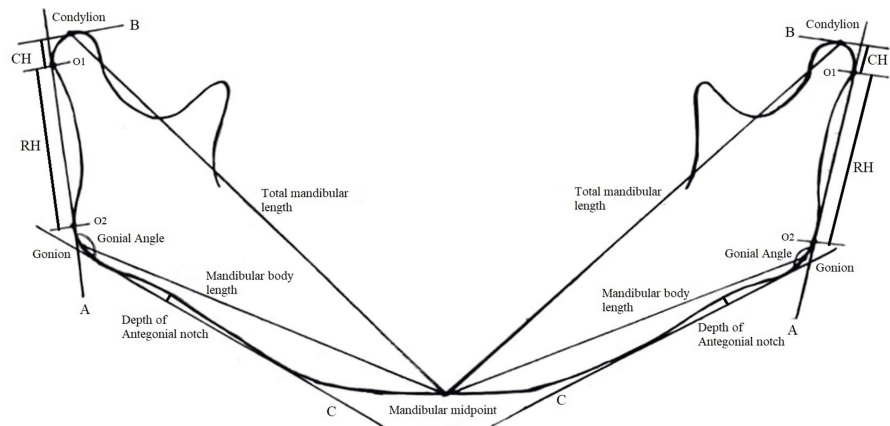 Condylion
B
CH
O1
RH
Total mandibular
length
O2
Gonial Angle
Gonion
Mandibular body
length
A
Depth of
Antegonial notch
C
Mandibular midpoint
Condylion
B
CH
O1
RH
Total mandibular
length
O2
Gonial Angle
Gonion
Mandibular body
length
A
Depth of
Antegonial notch
C